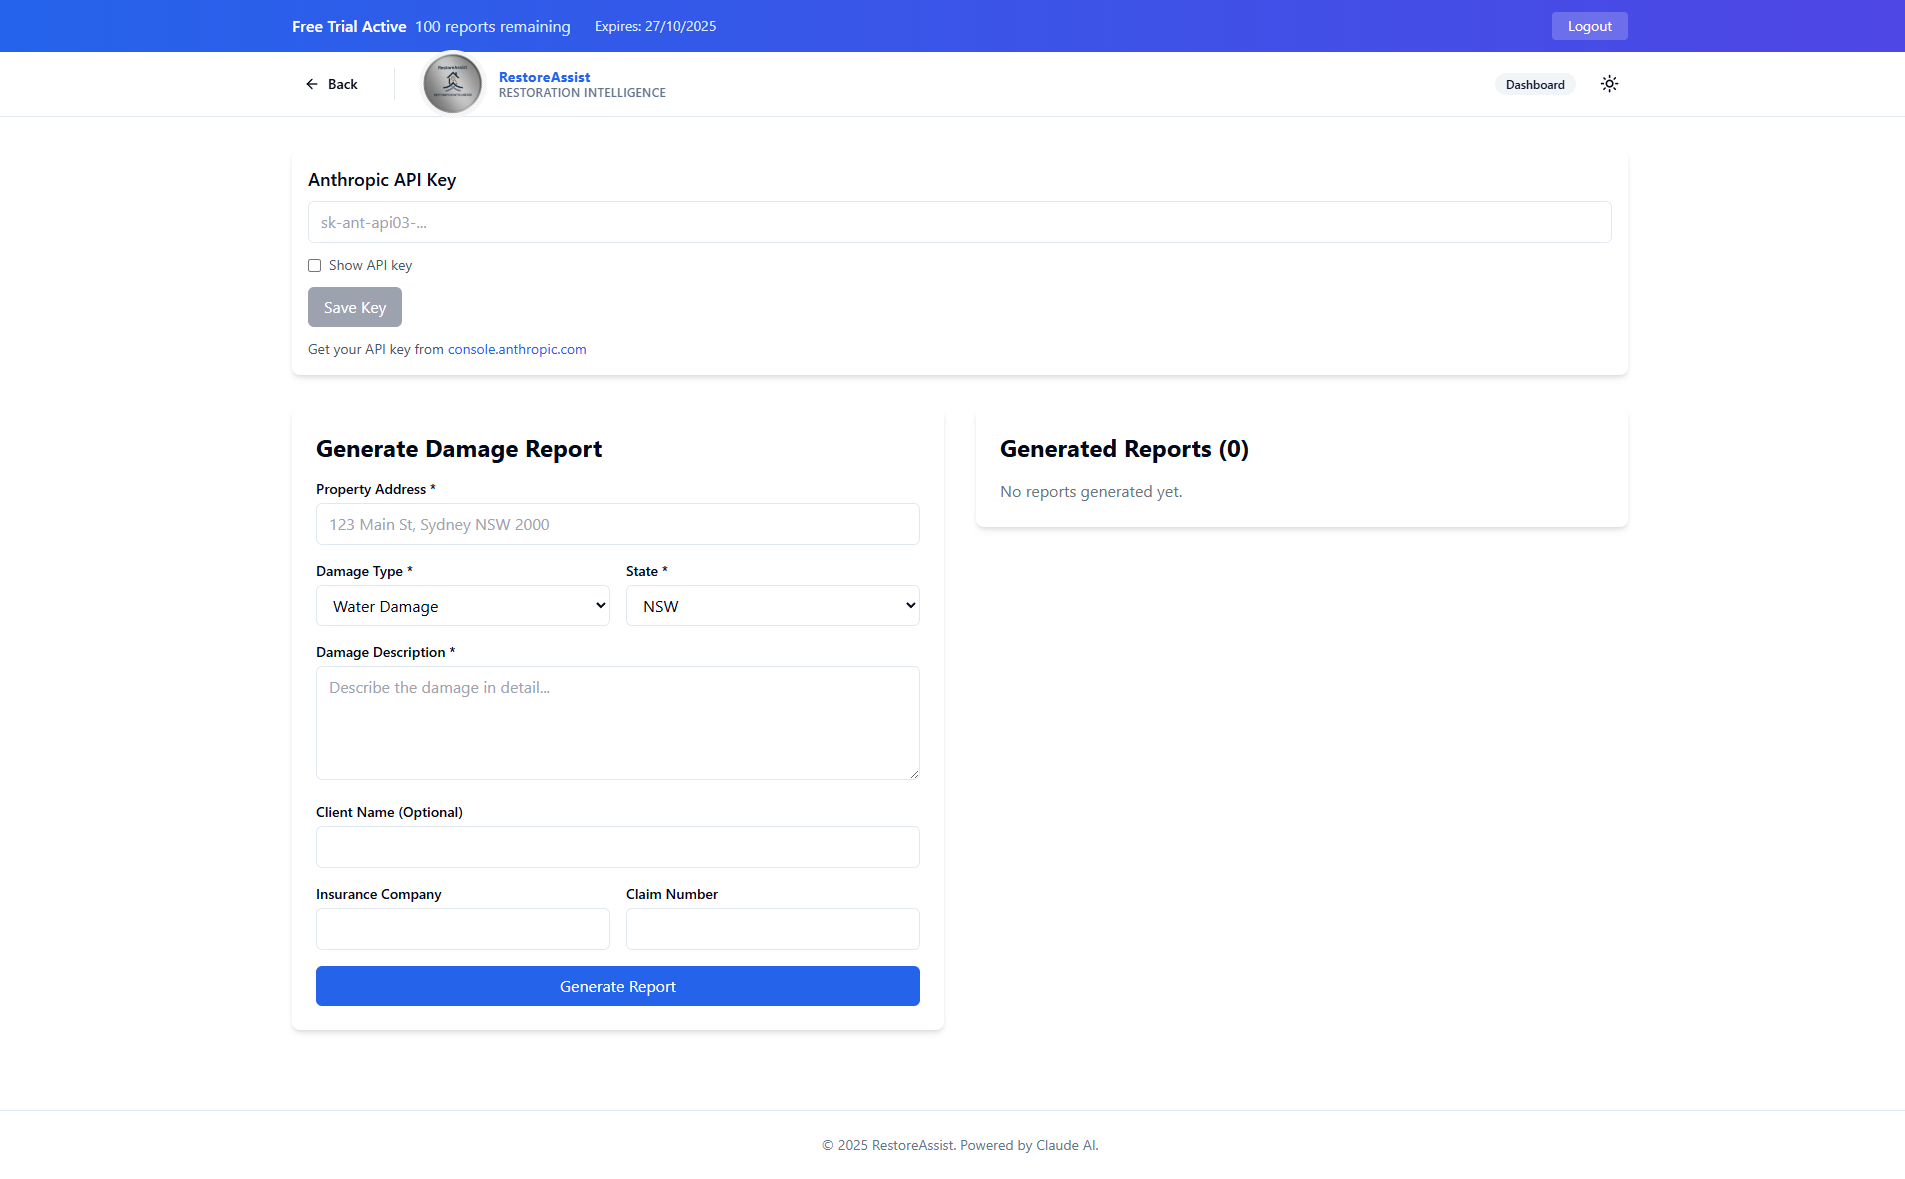 Free Trial Active 100 reports remaining Expires: 27/10/2025 Logout
Back
RestoreAssist
RESTORATION INTELLIGENCE
Dashboard
Anthropic API Key
sk-ant-api03-...
Show API key
Save Key
Get your API key from console.anthropic.com
Generate Damage Report
Property Address *
123 Main St, Sydney NSW 2000
Damage Type * State *
Water Damage NSW
Damage Description *
Describe the damage in detail...
Client Name (Optional)
Insurance Company Claim Number
Generate Report
Generated Reports (0)
No reports generated yet.
© 2025 RestoreAssist. Powered by Claude AI.